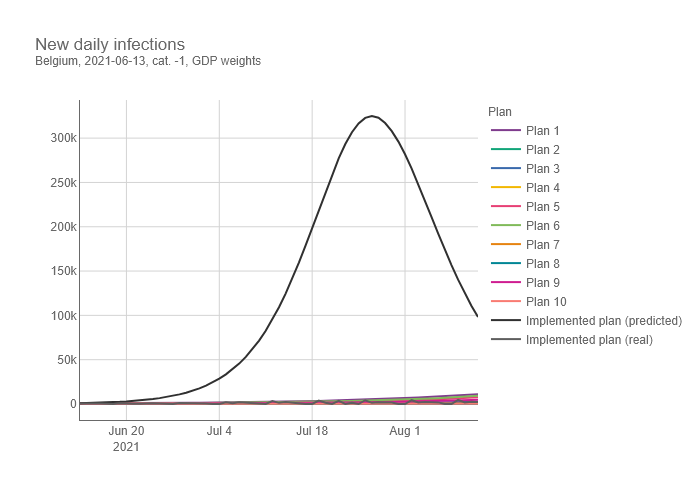 New daily infections
Belgium, 2021-06-13, cat. -1, GDP weights
300k
250k
200k
150k
100k
50k
0
Jun 20
2021
Jul 4
Jul 18
Aug 1
Plan
Plan 1
Plan 2
Plan 3
Plan 4
Plan 5
Plan 6
Plan 7
Plan 8
Plan 9
Plan 10
Implemented plan (predicted)
Implemented plan (real)